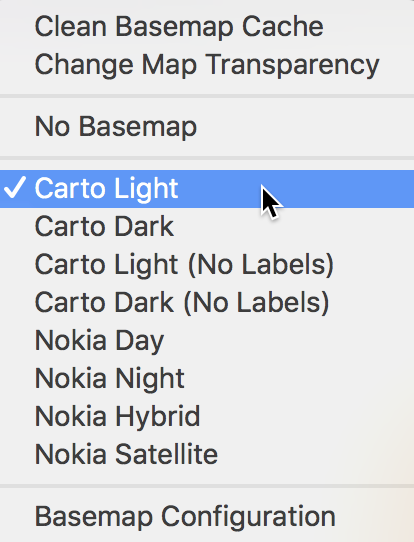 Clean Basemap Cache
Change Map Transparency
No Basemap
✓ Carto Light
Carto Dark
Carto Light (No Labels)
Carto Dark (No Labels)
Nokia Day
Nokia Night
Nokia Hybrid
Nokia Satellite
Basemap Configuration